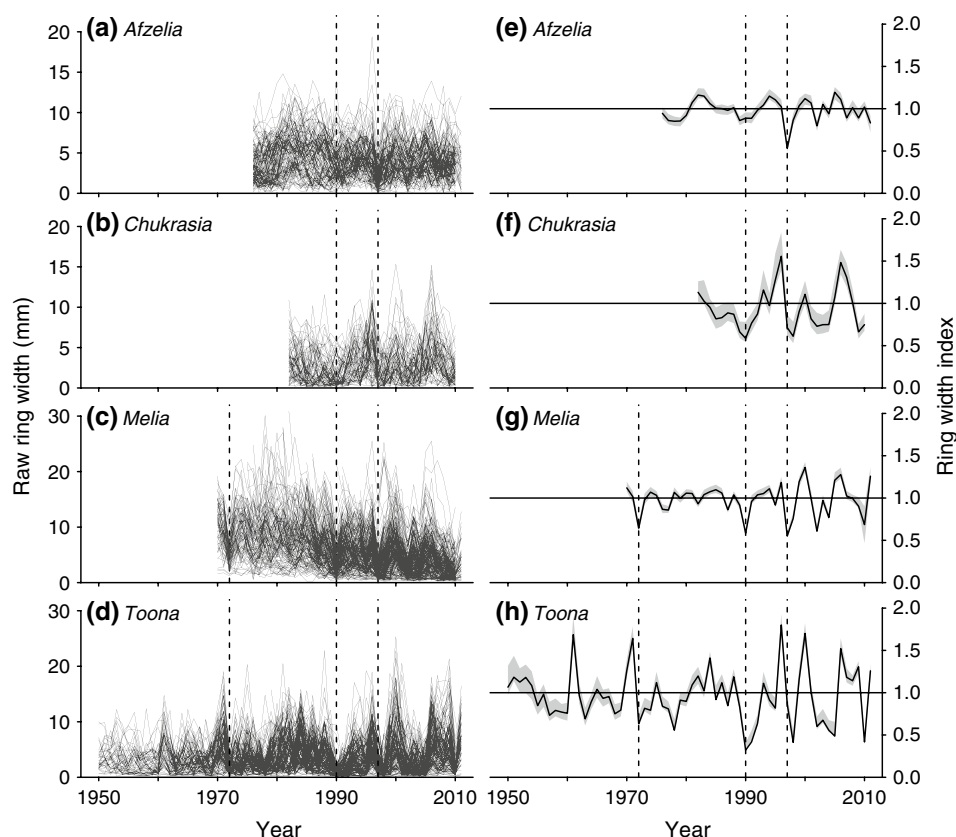 (a) Afzelia
20
15
10
5
0
(e) Afzelia
2.0
1.5
1.0
0.5
0.0
(b) Chukrasia
20
15
10
5
0
(f) Chukrasia
2.0
1.5
1.0
0.5
0.0
(c) Melia
30
20
10
0
(g) Melia
2.0
1.5
1.0
0.5
0.0
(d) Toona
30
20
10
0
1950 1970 1990 2010
(h) Toona
2.0
1.5
1.0
0.5
0.0
1950 1970 1990 2010
Raw ring width (mm)
Ring width index
Year
Year